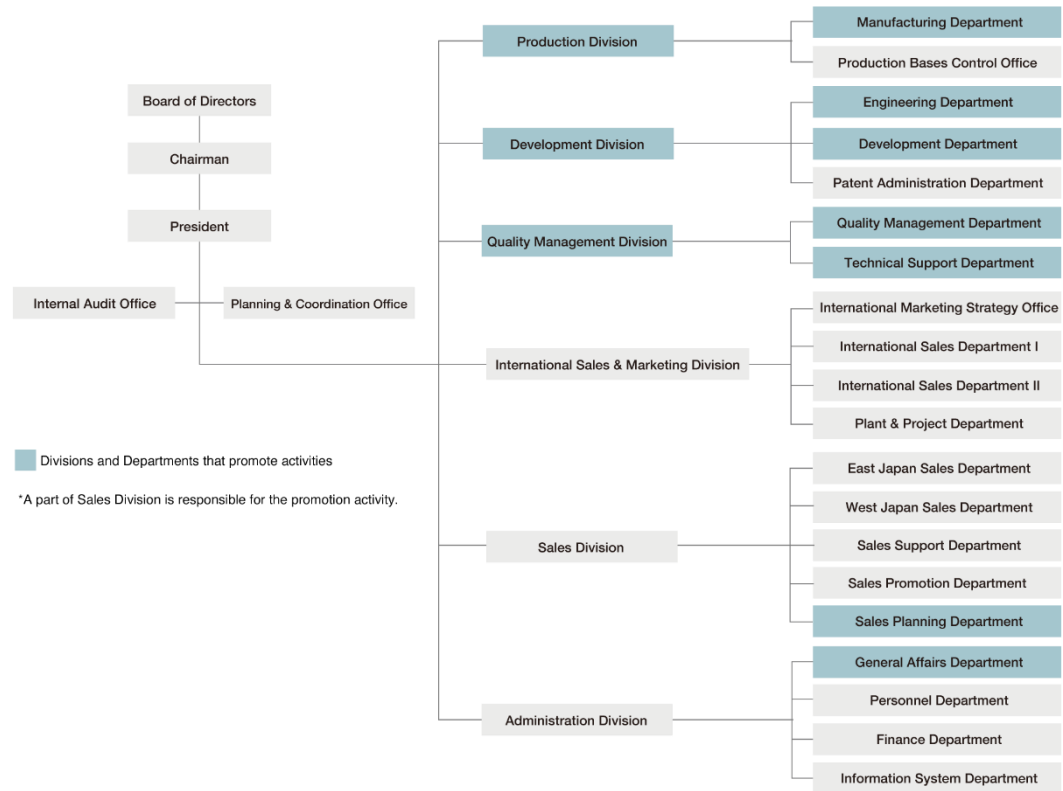 Board of Directors
Chairman
President
Internal Audit Office
Planning & Coordination Office
Production Division
Manufacturing Department
Production Bases Control Office
Development Division
Engineering Department
Development Department
Patent Administration Department
Quality Management Division
Quality Management Department
Technical Support Department
International Sales & Marketing Division
International Marketing Strategy Office
International Sales Department I
International Sales Department II
Plant & Project Department
Sales Division
East Japan Sales Department
West Japan Sales Department
Sales Support Department
Sales Promotion Department
Sales Planning Department
Administration Division
General Affairs Department
Personnel Department
Finance Department
Information System Department
Divisions and Departments that promote activities
*A part of Sales Division is responsible for the promotion activity.